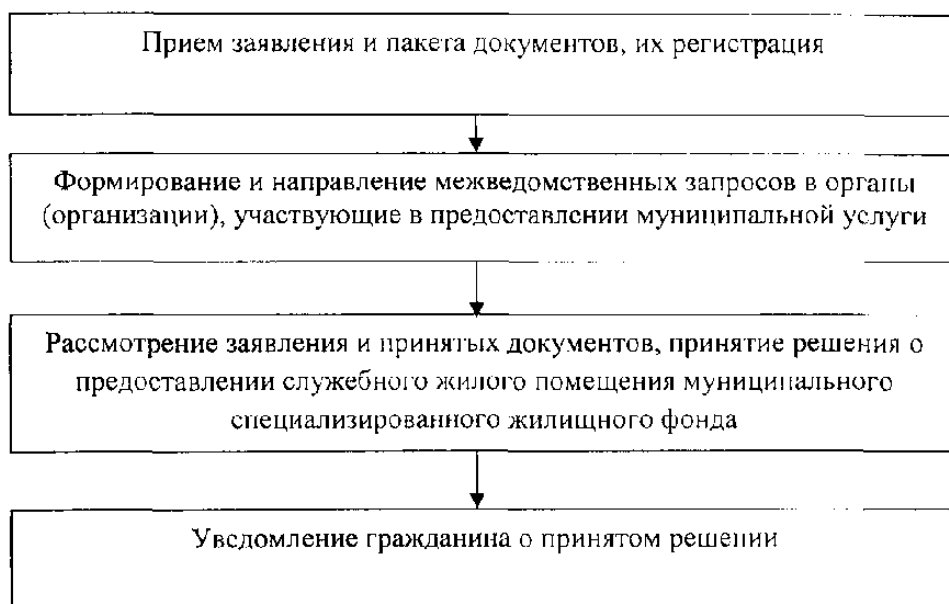 Прием заявления и пакета документов, их регистрация
Формирование и направление межведомственных запросов в органы
(организации), участвующие в предоставлении муниципальной услуги
Рассмотрение заявления и принятых документов, принятие решения о
предоставлении служебного жилого помещения муниципального
специализированного жилищного фонда
Уведомление гражданина о принятом решении